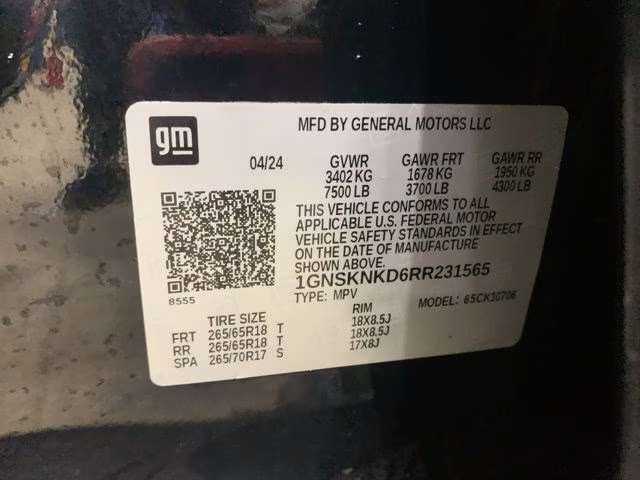 gm
MFD BY GENERAL MOTORS LLC
04/24 GVWR GAWR FRT GAWR RR
3402 KG 1678 KG 1950 KG
7500 LB 3700 LB 4300 LB
THIS VEHICLE CONFORMS TO ALL
APPLICABLE U.S. FEDERAL MOTOR
VEHICLE SAFETY STANDARDS IN EFFECT
ON THE DATE OF MANUFACTURE
SHOWN ABOVE.
8555
1GNSKNKD6RR231565
TYPE: MPV MODEL: 65CK10706
TIRE SIZE RIM
FRT 265/65R18 T 18X8.5J
RR 265/65R18 T 18X8.5J
SPA 265/70R17 S 17X8J